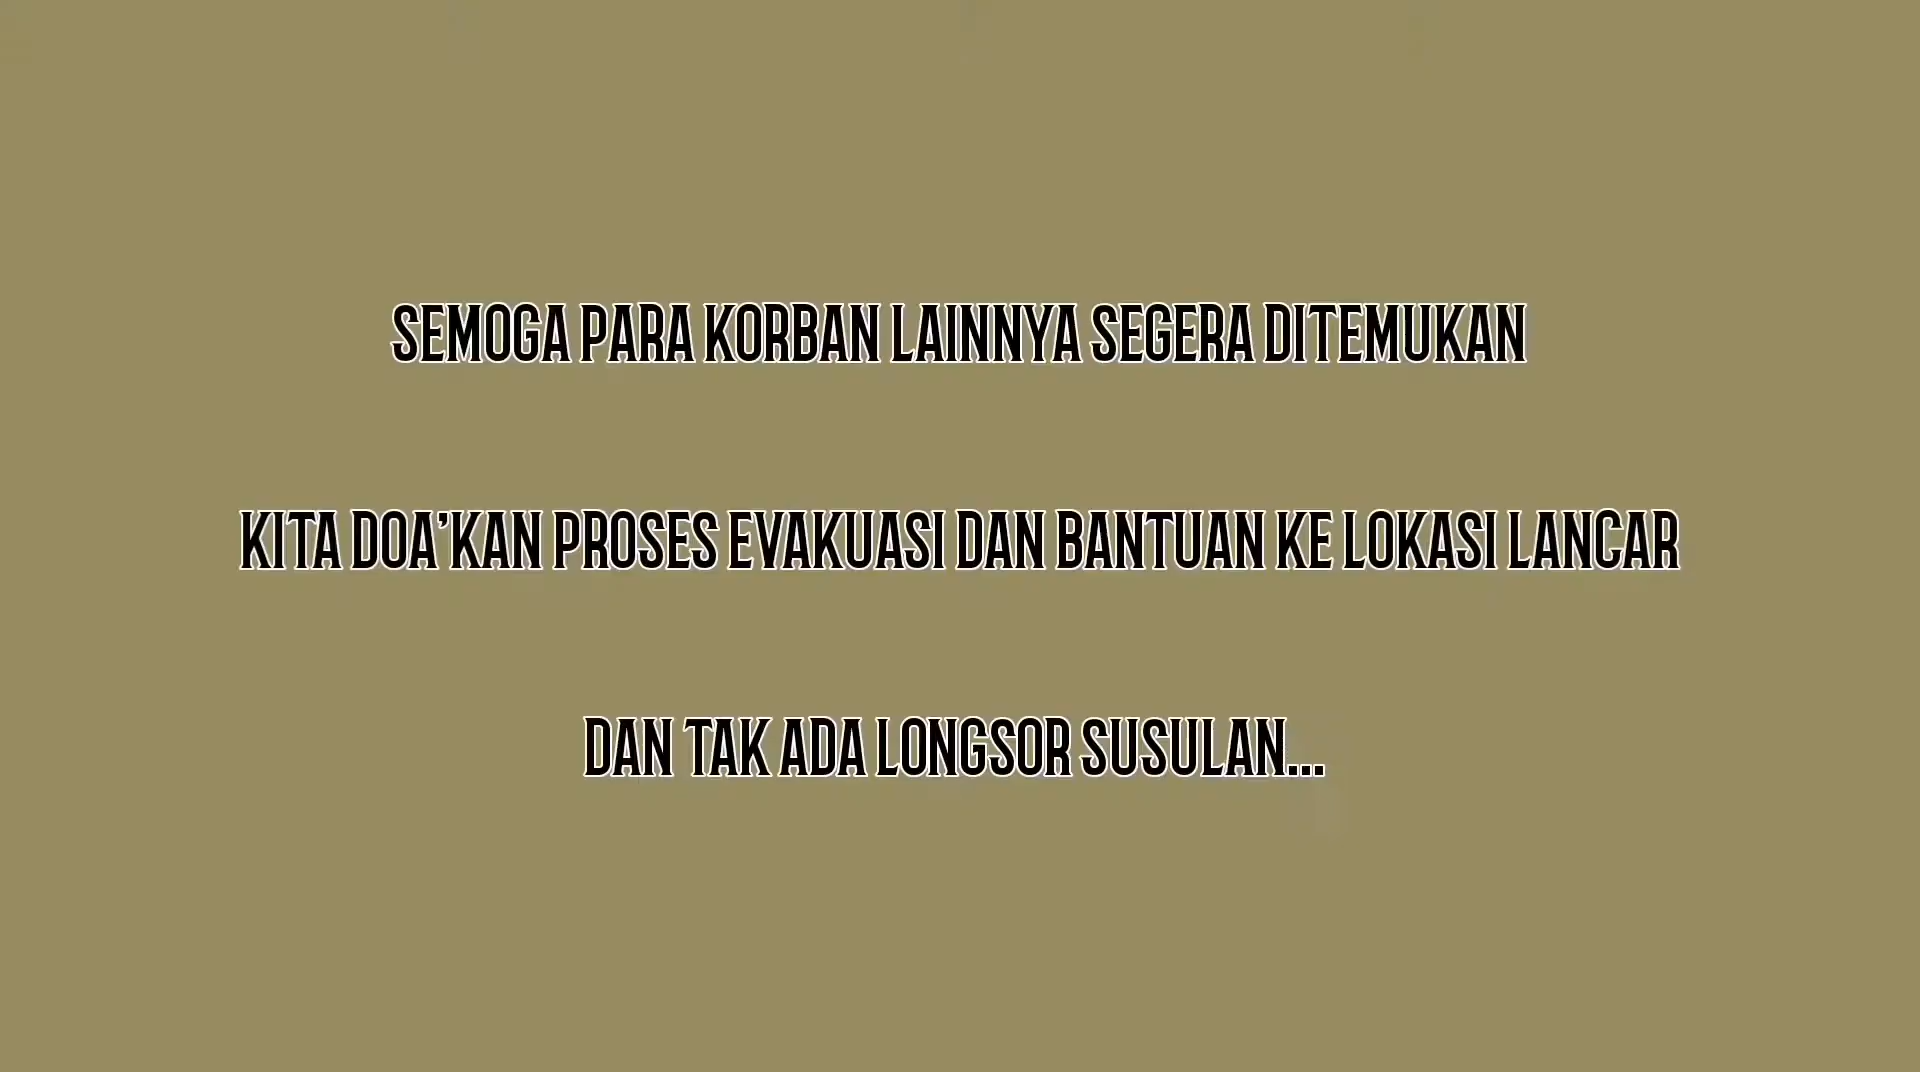 SEMOGA PARA KORBAN LAINNYA SEGERA DITEMUKAN
KITA DOA'KAN PROSES EVAKUASI DAN BANTUAN KE LOKASI LANCAR
DAN TAK ADA LONGSOR SUSULAN...